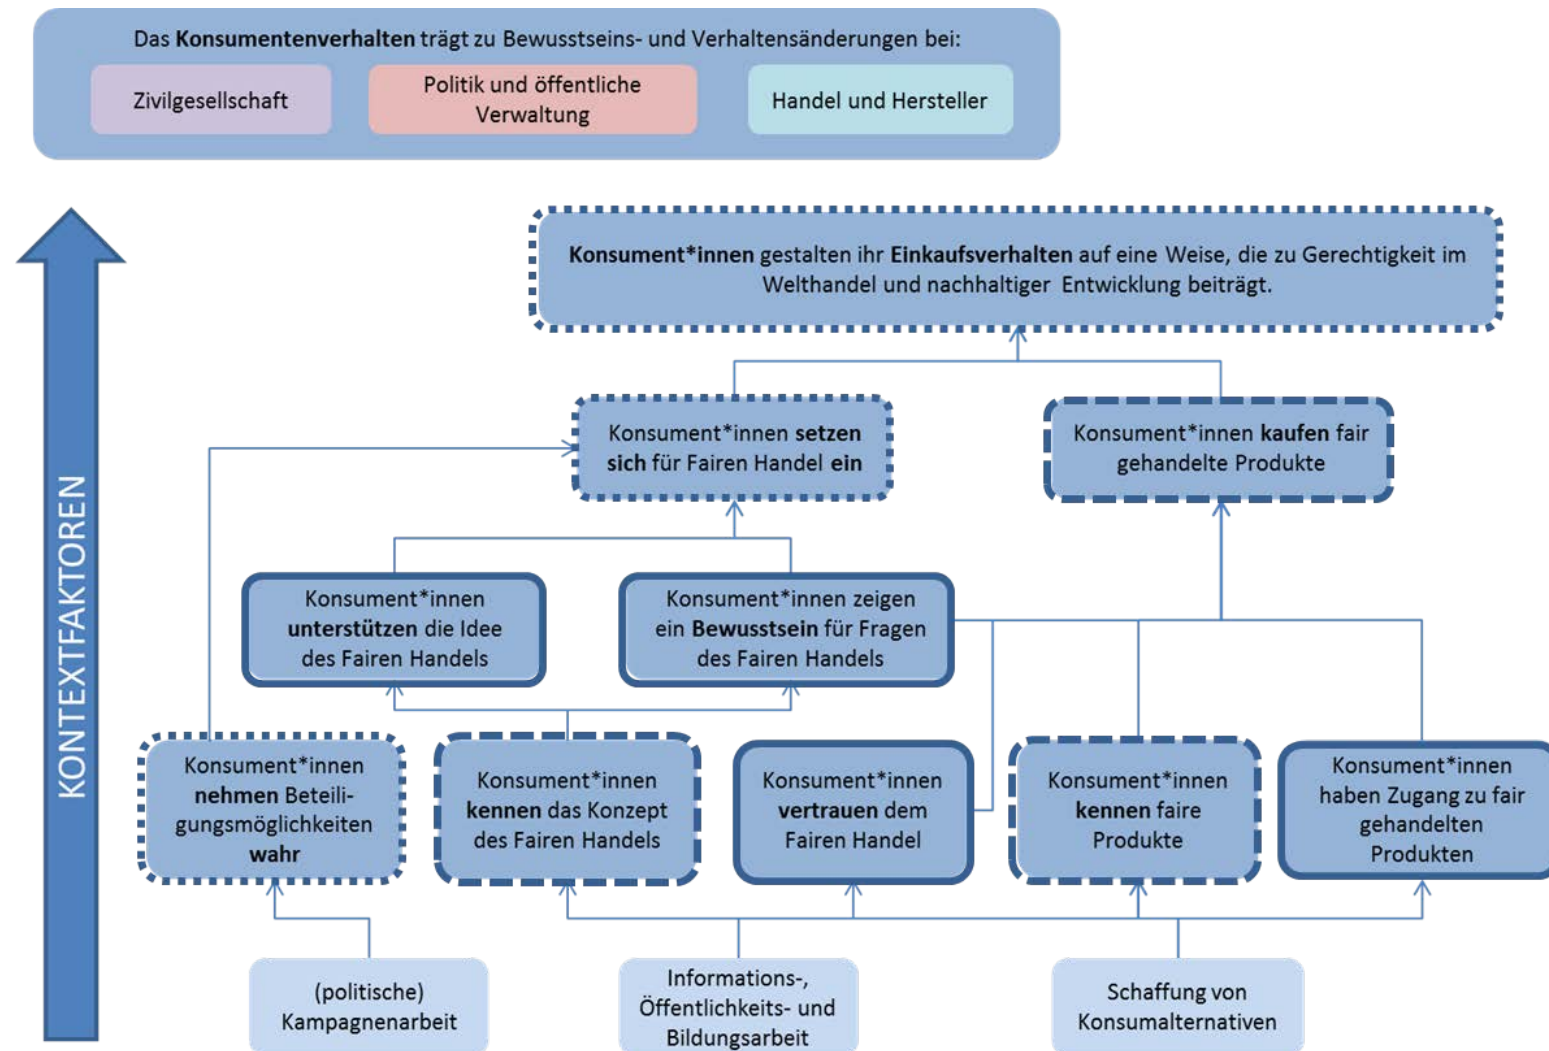 Das Konsumentenverhalten trägt zu Bewusstseins- und Verhaltensänderungen bei:
Zivilgesellschaft
Politik und öffentliche
Verwaltung
Handel und Hersteller
KONTEXTFAKTOREN
Konsument*innen gestalten ihr Einkaufsverhalten auf eine Weise, die zu Gerechtigkeit im
Welthandel und nachhaltiger Entwicklung beiträgt.
Konsument*innen setzen
sich für Fairen Handel ein
Konsument*innen kaufen fair
gehandelte Produkte
Konsument*innen
unterstützen die Idee
des Fairen Handels
Konsument*innen zeigen
ein Bewusstsein für Fragen
des Fairen Handels
Konsument*innen
nehmen Beteili-
gungsmöglichkeiten
wahr
Konsument*innen
kennen das Konzept
des Fairen Handels
Konsument*innen
vertrauen dem
Fairen Handel
Konsument*innen
kennen faire
Produkte
Konsument*innen
haben Zugang zu fair
gehandelten
Produkten
(politische)
Kampagnenarbeit
Informations-,
Öffentlichkeits- und
Bildungsarbeit
Schaffung von
Konsumalternativen